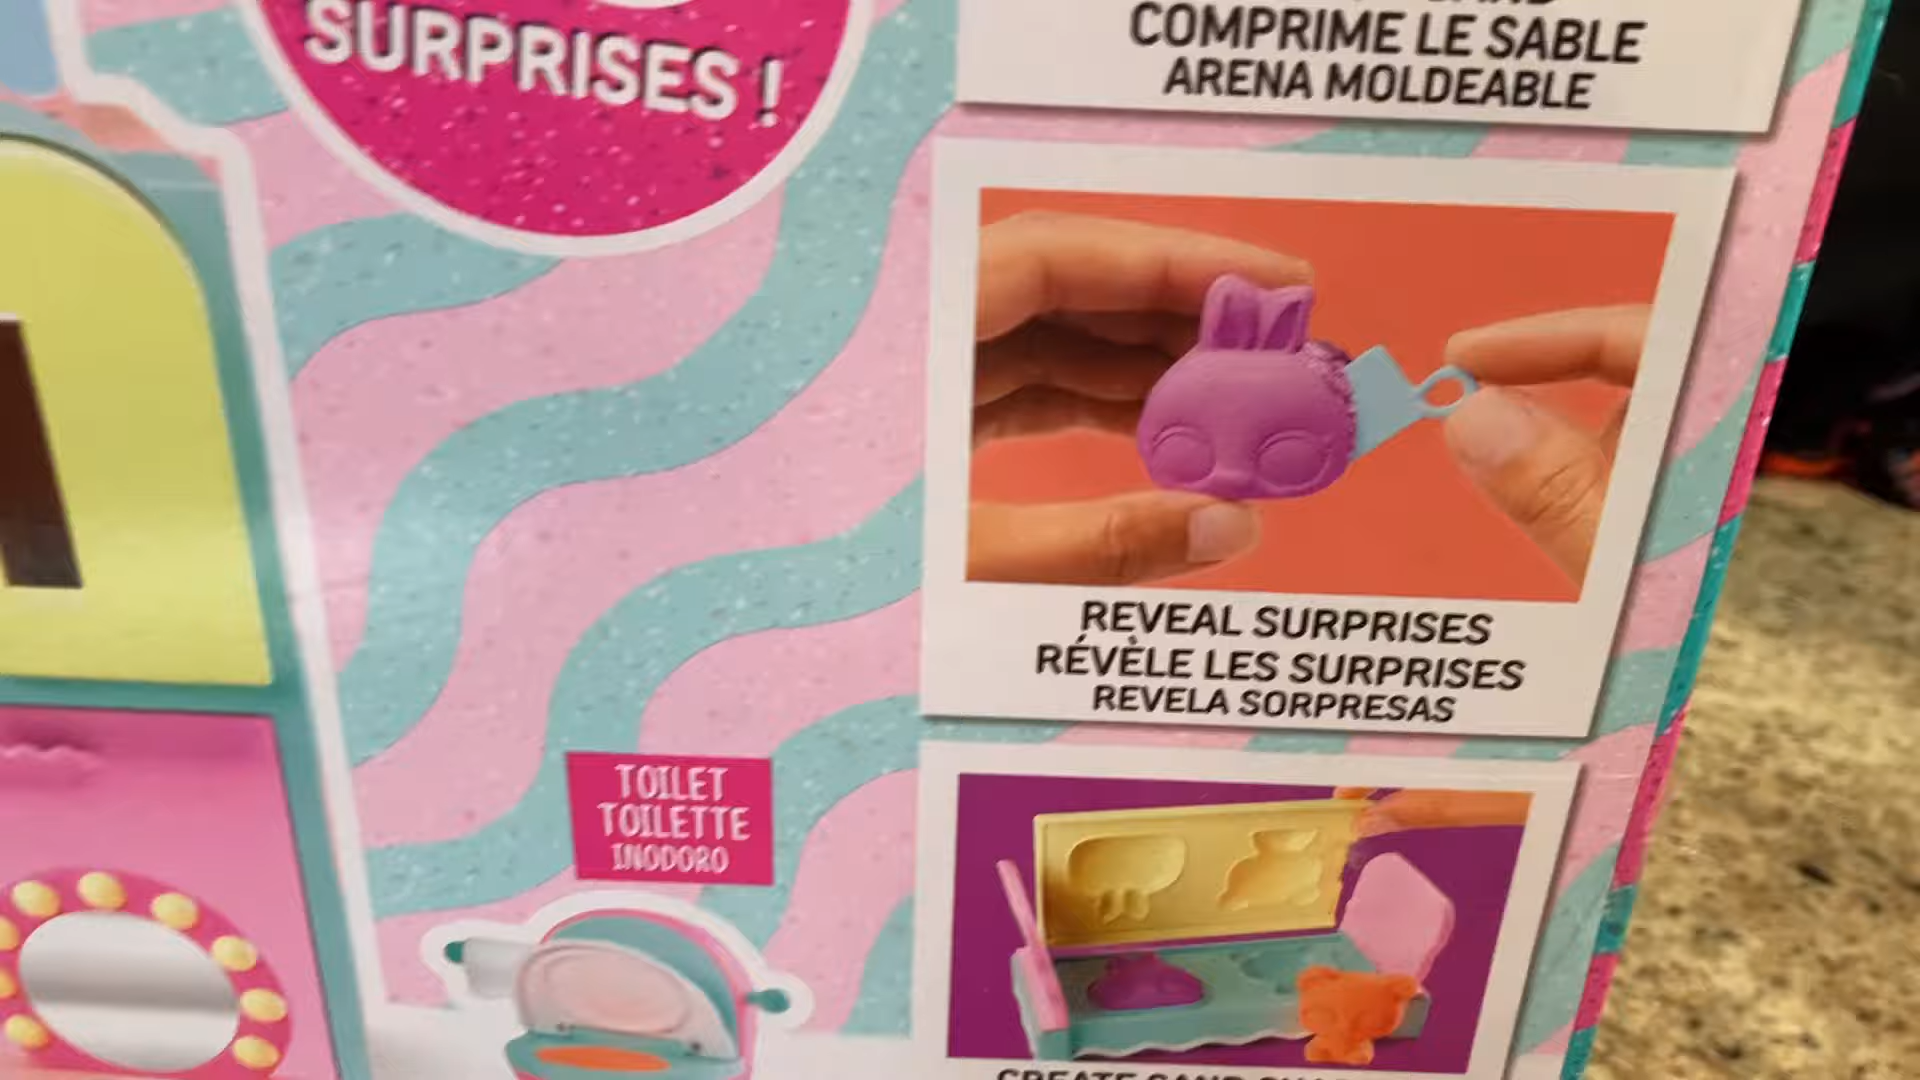 SURPRISES !
COMPRIME LE SABLE
ARENA MOLDEABLE
REVEAL SURPRISES
RÉVÈLE LES SURPRISES
REVELA SORPRESAS
TOILET
TOILETTE
INODORO